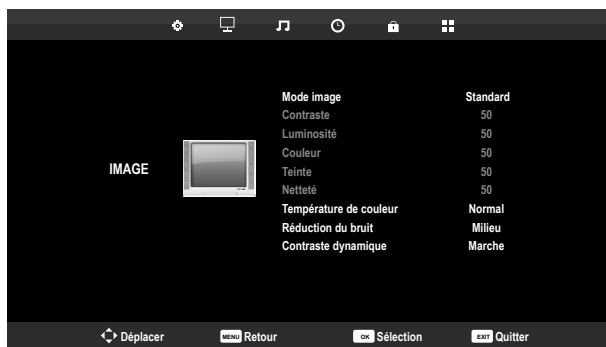 Mode image Standard
Contraste 50
Luminosité 50
Couleur 50
IMAGE
Teinte 50
Netteté 50
Température de couleur Normal
Réduction du bruit Milieu
Contraste dynamique Marche
Déplacer MENU Retour OK Sélection EXIT Quitter